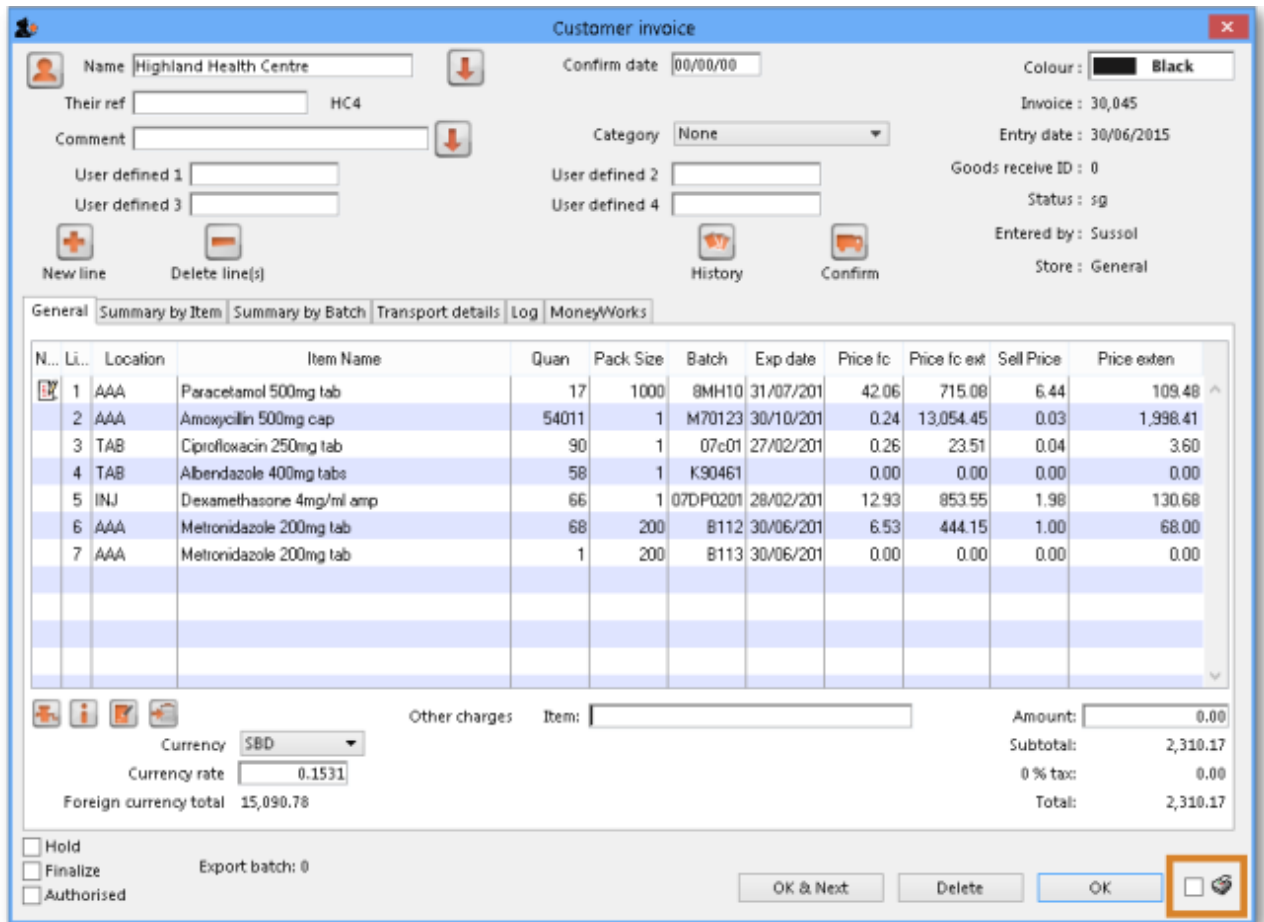 Customer invoice
Name Highland Health Centre Confirm date 00/00/00 Colour : Black
Their ref HC4 Invoice : 30,045
Comment Category None Entry date : 30/06/2015
User defined 1 User defined 2 Goods receive ID : 0
User defined 3 User defined 4 Status : sg
Entered by : Sussol
New line Delete line(s) History Confirm Store : General
General Summary by Item Summary by Batch Transport details Log MoneyWorks
N... Li... Location Item Name Quan Pack Size Batch Exp date Price fc Price fc ext Sell Price Price exten
1 AAA Paracetamol 500mg tab 17 1000 8MH10 31/07/201 42.06 715.08 6.44 109.48
2 AAA Amoxycillin 500mg cap 54011 1 M70123 30/10/201 0.24 13,054.45 0.03 1,998.41
3 TAB Ciprofloxacin 250mg tab 90 1 07c01 27/02/201 0.26 23.51 0.04 3.60
4 TAB Albendazole 400mg tabs 58 1 K90461 0.00 0.00 0.00 0.00
5 INJ Dexamethasone 4mg/ml amp 66 1 07DP0201 28/02/201 12.93 853.55 1.98 130.68
6 AAA Metronidazole 200mg tab 68 200 B112 30/06/201 6.53 444.15 1.00 68.00
7 AAA Metronidazole 200mg tab 1 200 B113 30/06/201 0.00 0.00 0.00 0.00
Other charges Item: Amount: 0.00
Currency SBD Subtotal: 2,310.17
Currency rate 0.1531 0 % tax: 0.00
Foreign currency total 15,090.78 Total: 2,310.17
Hold
Finalize Export batch: 0
Authorised OK & Next Delete OK